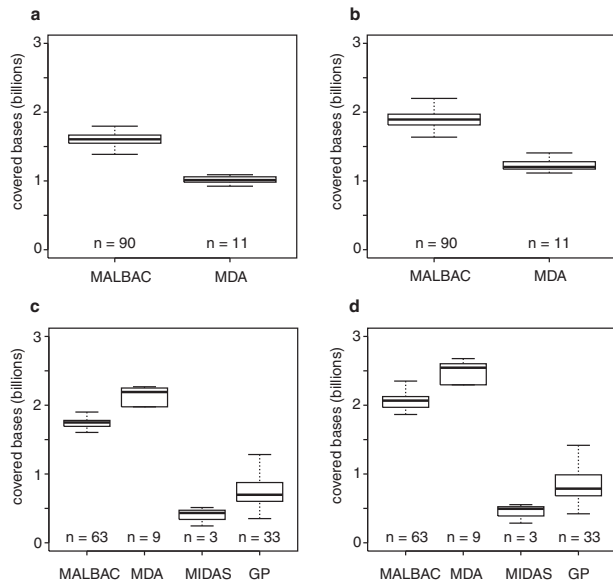 a
covered bases (billions)
3
2
1
0
n = 90
n = 11
MALBAC
MDA
b
covered bases (billions)
3
2
1
0
n = 90
n = 11
MALBAC
MDA
c
covered bases (billions)
3
2
1
0
n = 63
n = 9
n = 3
n = 33
MALBAC
MDA
MIDAS
GP
d
covered bases (billions)
3
2
1
0
n = 63
n = 9
n = 3
n = 33
MALBAC
MDA
MIDAS
GP